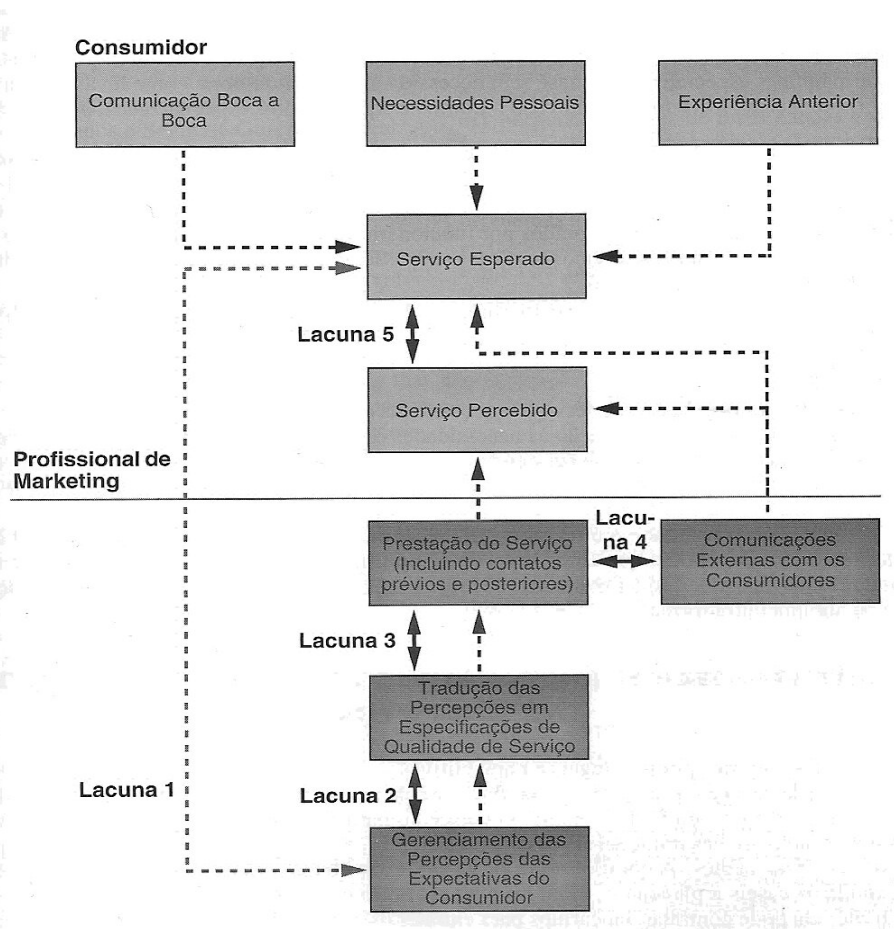 Consumidor
Comunicação Boca a
Boca
Necessidades Pessoais
Experiência Anterior
Serviço Esperado
Lacuna 5
Serviço Percebido
Profissional de
Marketing
Prestação do Serviço
(Incluindo contatos
prévios e posteriores)
Lacu-
na 4
Comunicações
Externas com os
Consumidores
Lacuna 3
Tradução das
Percepções em
Especificações de
Qualidade de Serviço
Lacuna 1
Lacuna 2
Gerenciamento das
Percepções das
Expectativas do
Consumidor